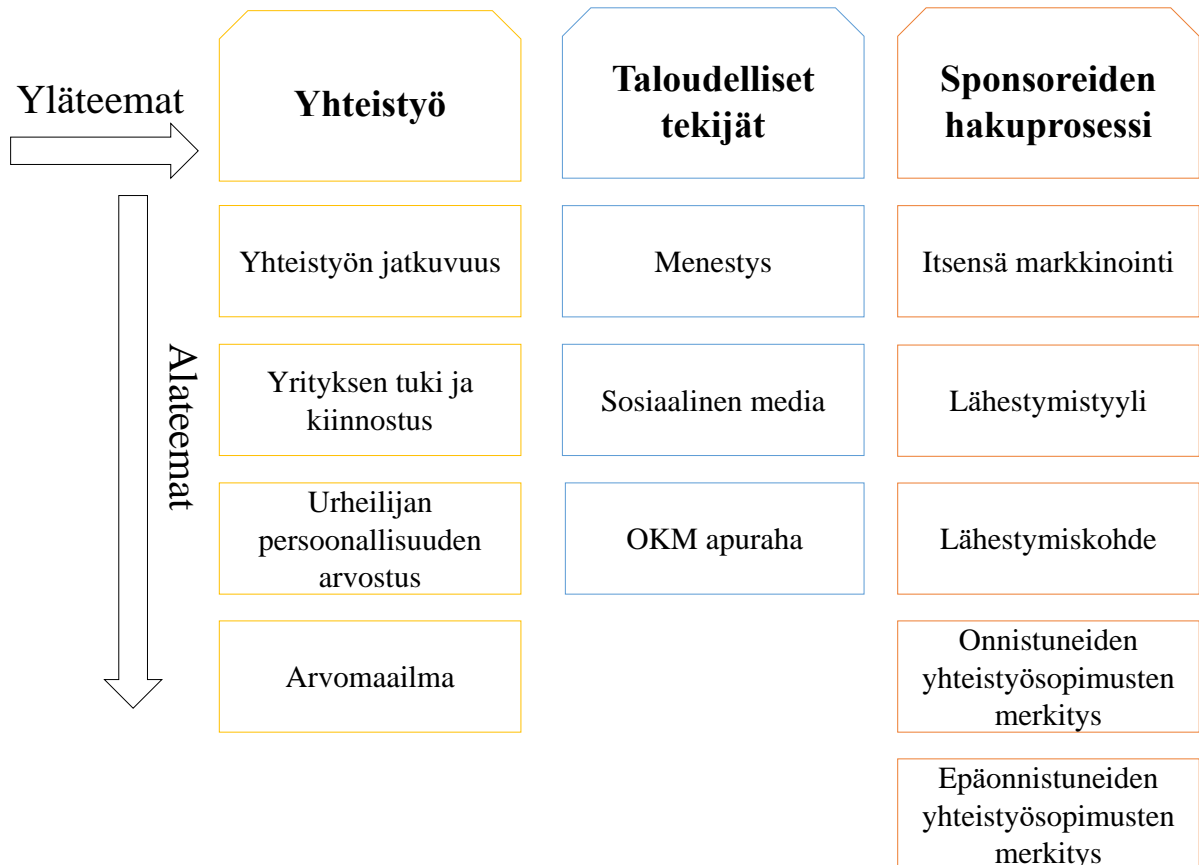 Yläteemat
Yhteistyö
Taloudelliset
tekijät
Sponsoreiden
hakuprosessi
Alateemat
Yhteistyön jatkuvuus
Menestys
Itsensä markkinointi
Yrityksen tuki ja
kiinnostus
Sosiaalinen media
Lähestymistyyli
Urheilijan
persoonallisuuden
arvostus
OKM apuraha
Lähestymiskohde
Arvomaailma
Onnistuneiden
yhteistyösopimusten
merkitys
Epäonnistuneiden
yhteistyösopimusten
merkitys